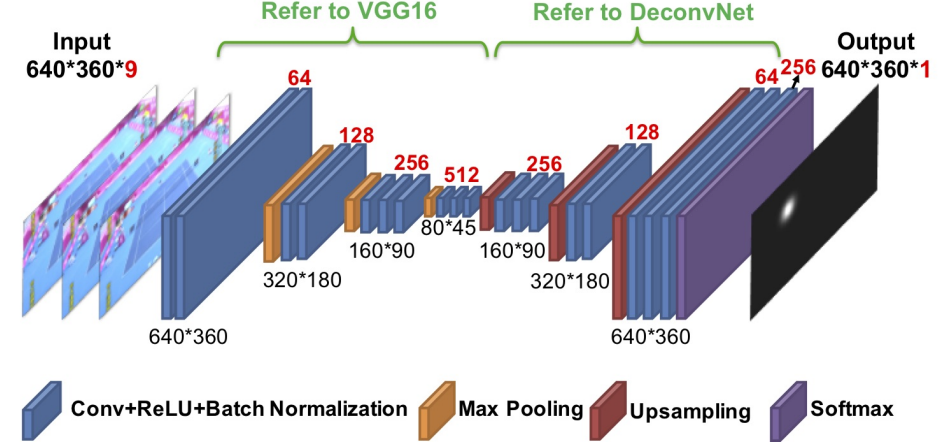 Refer to VGG16
Refer to DeconvNet
Input
640*360*9
Output
640*360*1
64
128
256
512
256
128
64
256
640*360
320*180
160*90
80*45
160*90
320*180
640*360
Conv+ReLU+Batch Normalization
Max Pooling
Upsampling
Softmax